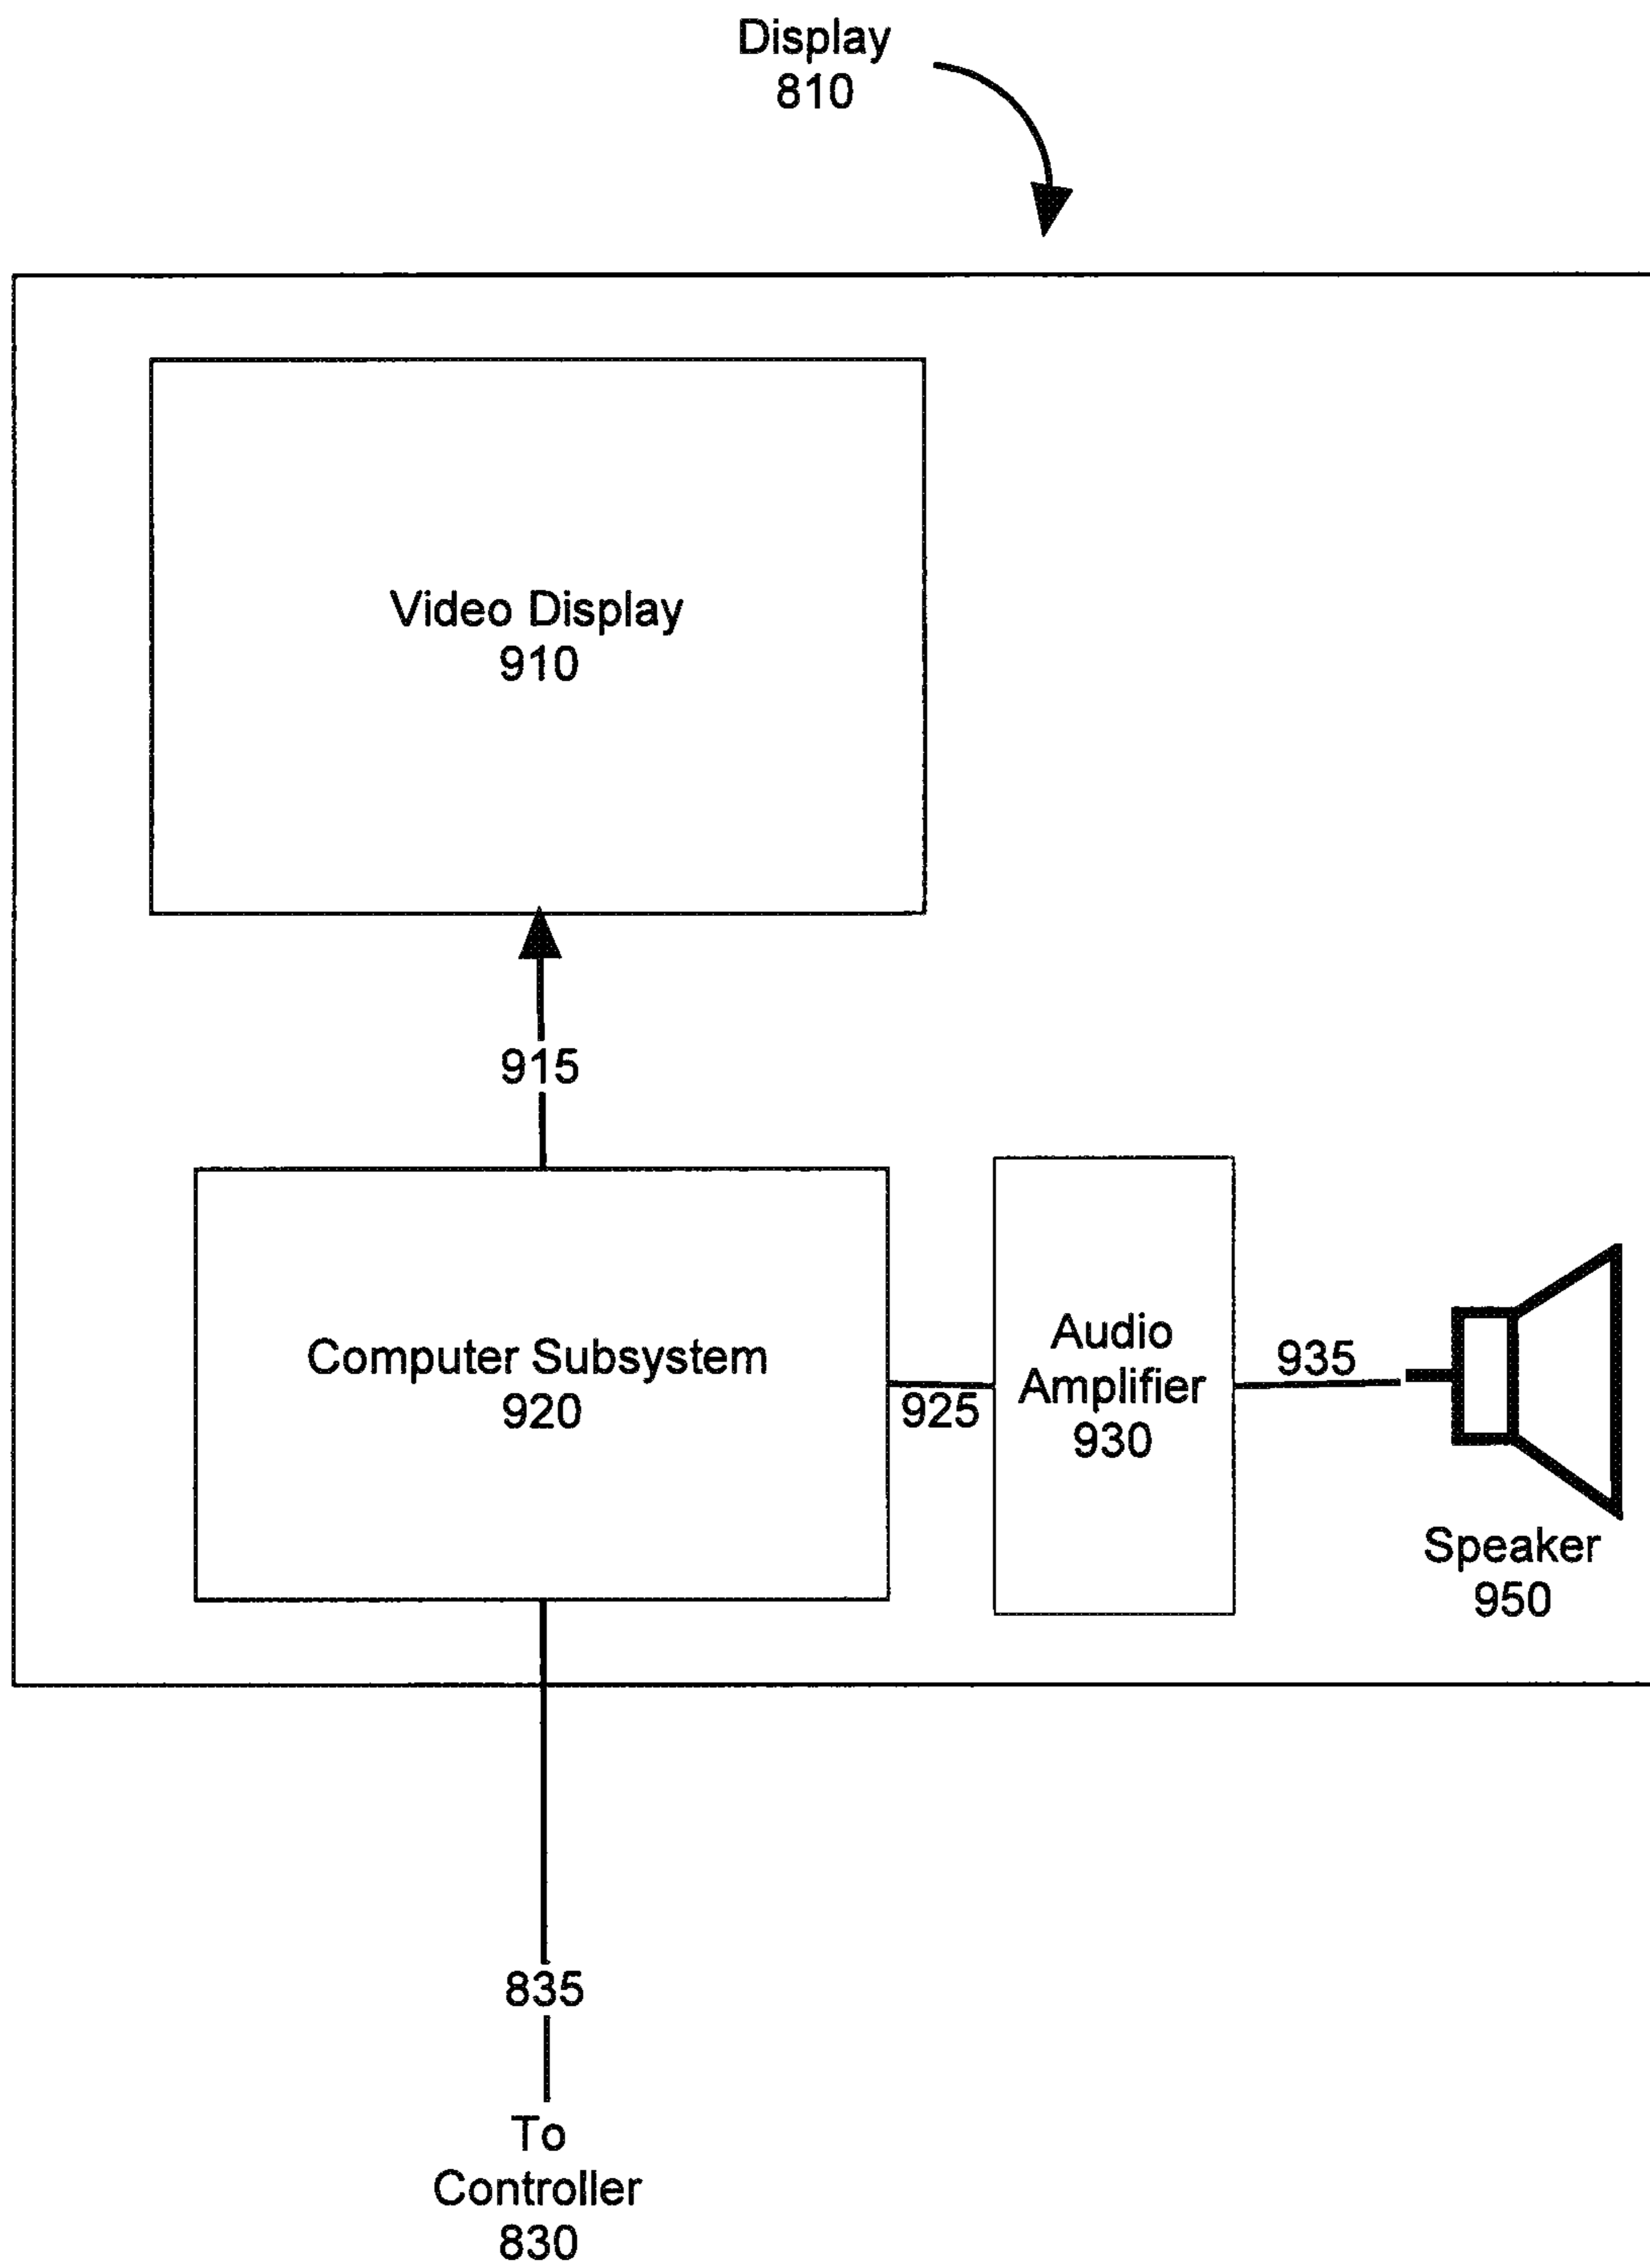 Display
810
Video Display
910
915
Computer Subsystem
920
925
Audio
Amplifier
930
935
Speaker
950
835
To
Controller
830